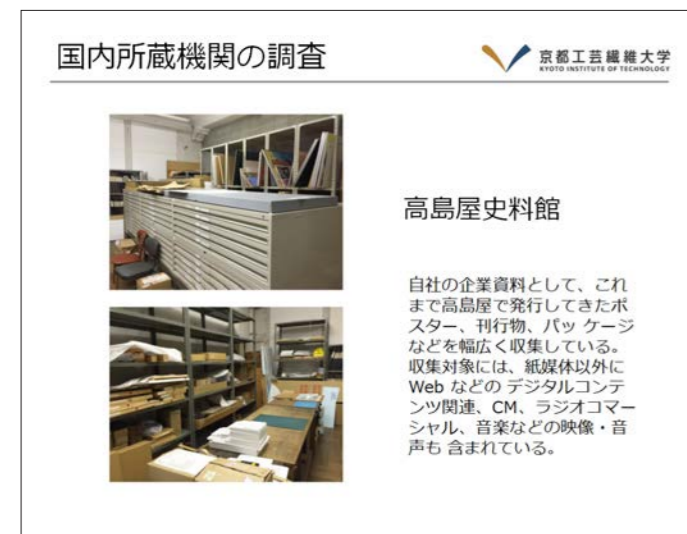 国内所蔵機関の調査
京都工芸繊維大学
KYOTO INSTITUTE OF TECHNOLOGY
高島屋史料館
自社の企業資料として、これ
まで高島屋で発行してきたポ
スター、刊行物、パッ ケージ
などを幅広く収集している。
収集対象には、紙媒体以外に
Web などの デジタルコンテ
ンツ関連、CM、ラジオコマー
シャル、音楽などの映像・音
声も 含まれている。